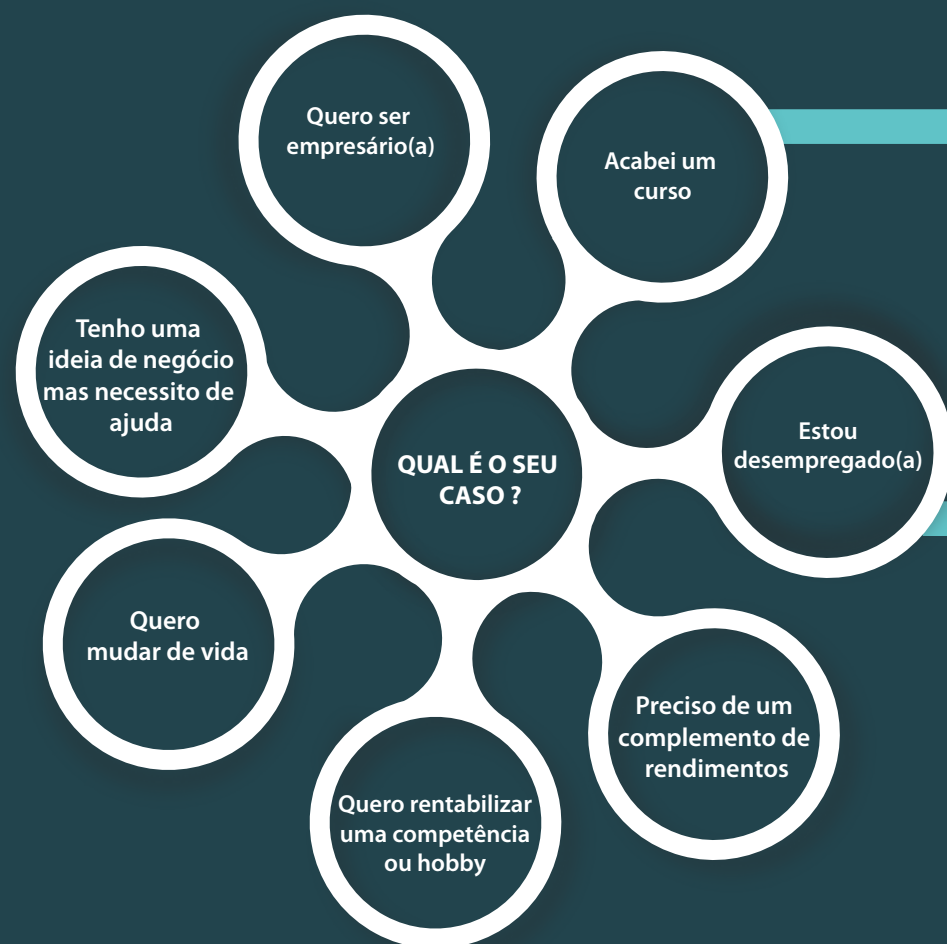 Quero ser
empresário(a)
Acabei um
curso
Tenho uma
ideia de negócio
mas necessito de
ajuda
QUAL É O SEU
CASO ?
Estou
desempregado(a)
Quero
mudar de vida
Preciso de um
complemento de
rendimentos
Quero rentabilizar
uma competência
ou hobby